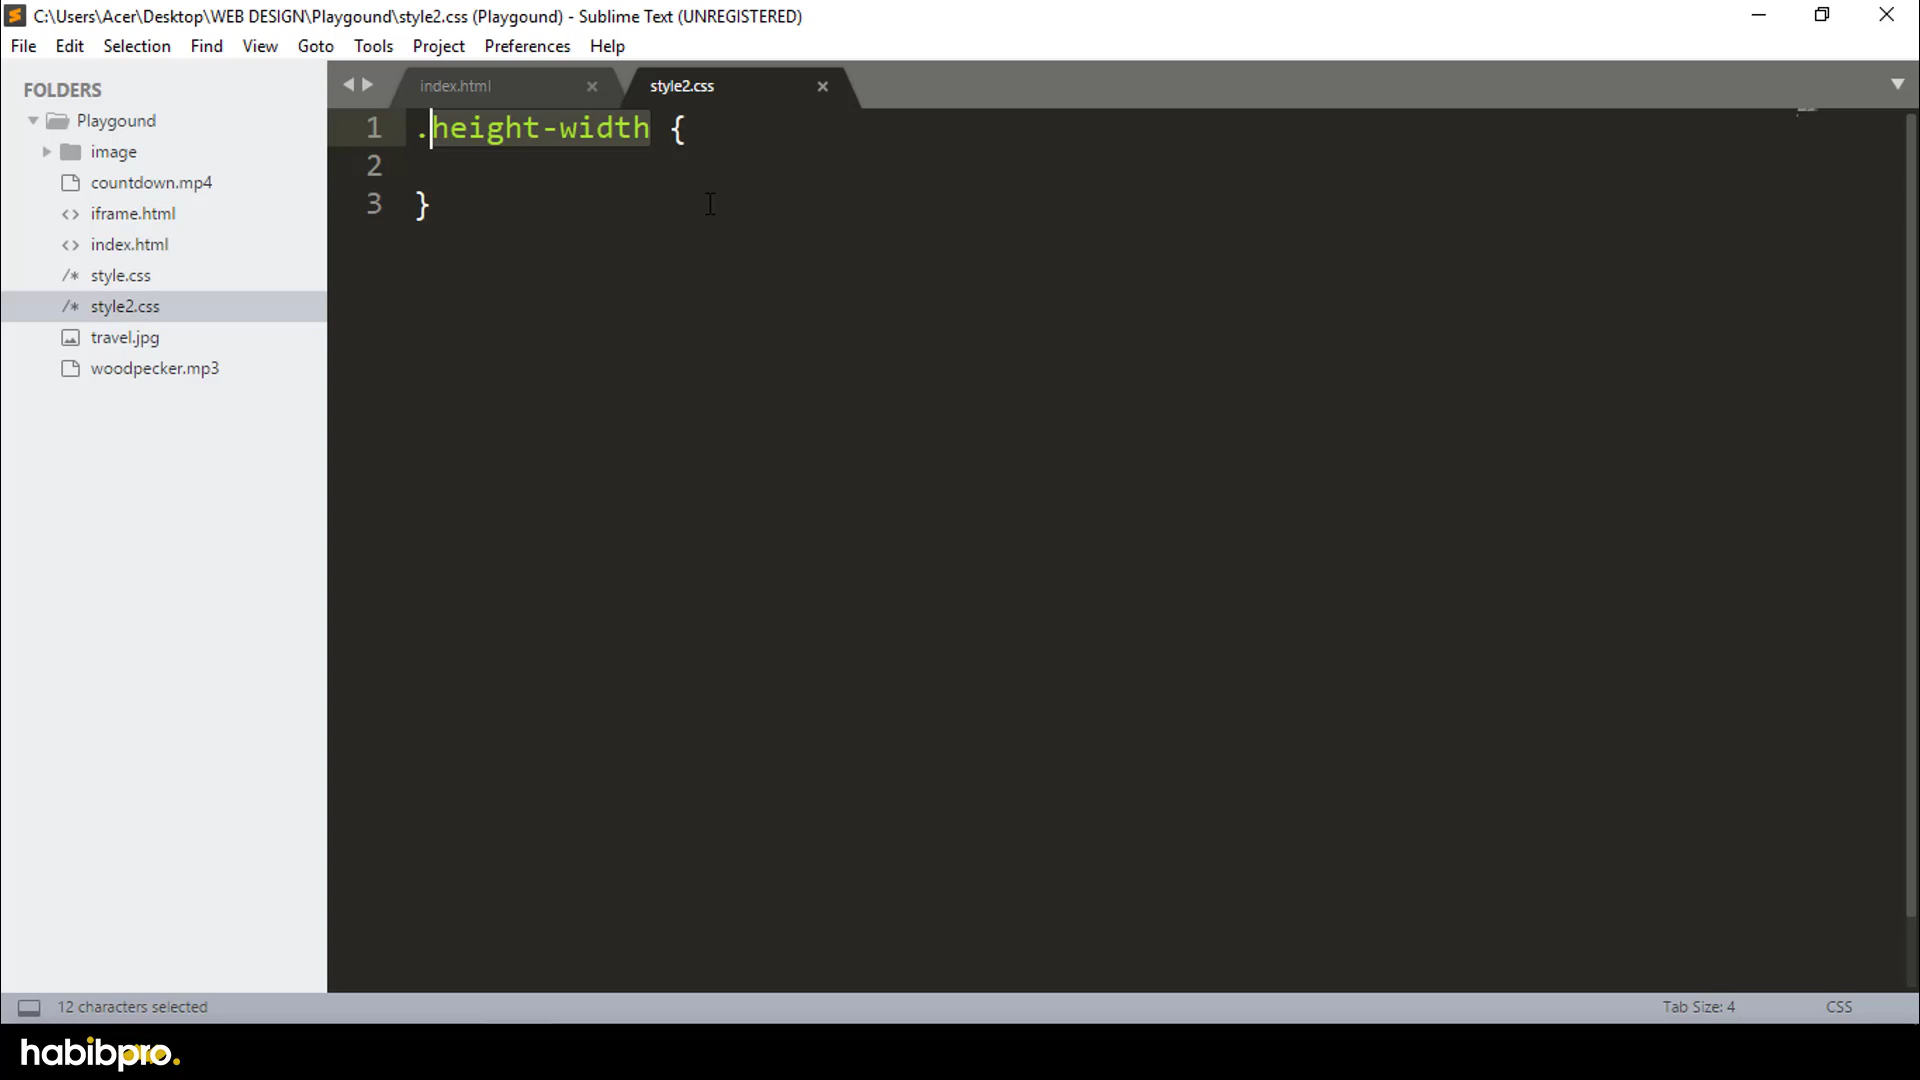 C:\Users\Acer\Desktop\WEB DESIGN\Playgound\style2.css (Playgound) - Sublime Text (UNREGISTERED)
File Edit Selection Find View Goto Tools Project Preferences Help
FOLDERS
Playgound
image
countdown.mp4
iframe.html
index.html
style.css
style2.css
travel.jpg
woodpecker.mp3
index.html style2.css
1 .height-width {
2
3 }
12 characters selected Tab Size: 4 CSS
habibpro.